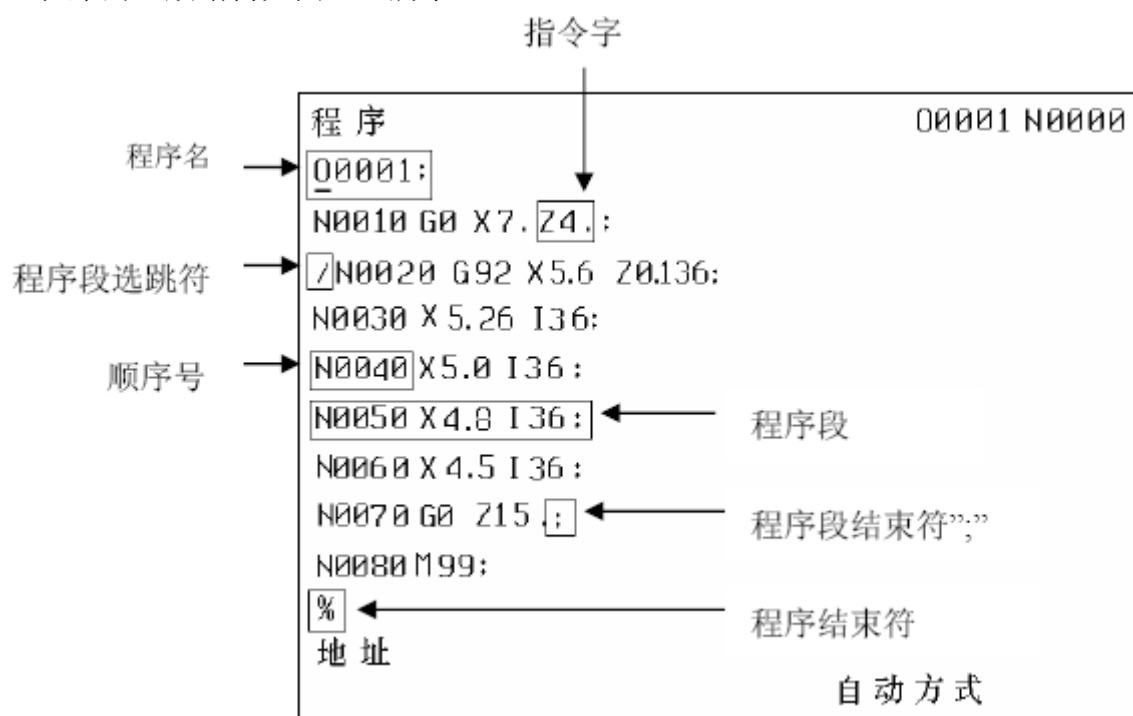 指令字
程序 O0001 N0000
程序名
O0001;
N0010 G0 X7. Z4.;
程序段选跳符
/N0020 G92 X5.6 Z0.136;
N0030 X5.26 I36;
顺序号
N0040 X5.0 I36;
N0050 X4.8 I36;
程序段
N0060 X4.5 I36;
N0070 G0 Z15.;
程序段结束符”;”
N0080 M99;
%
程序结束符
地址
自动方式